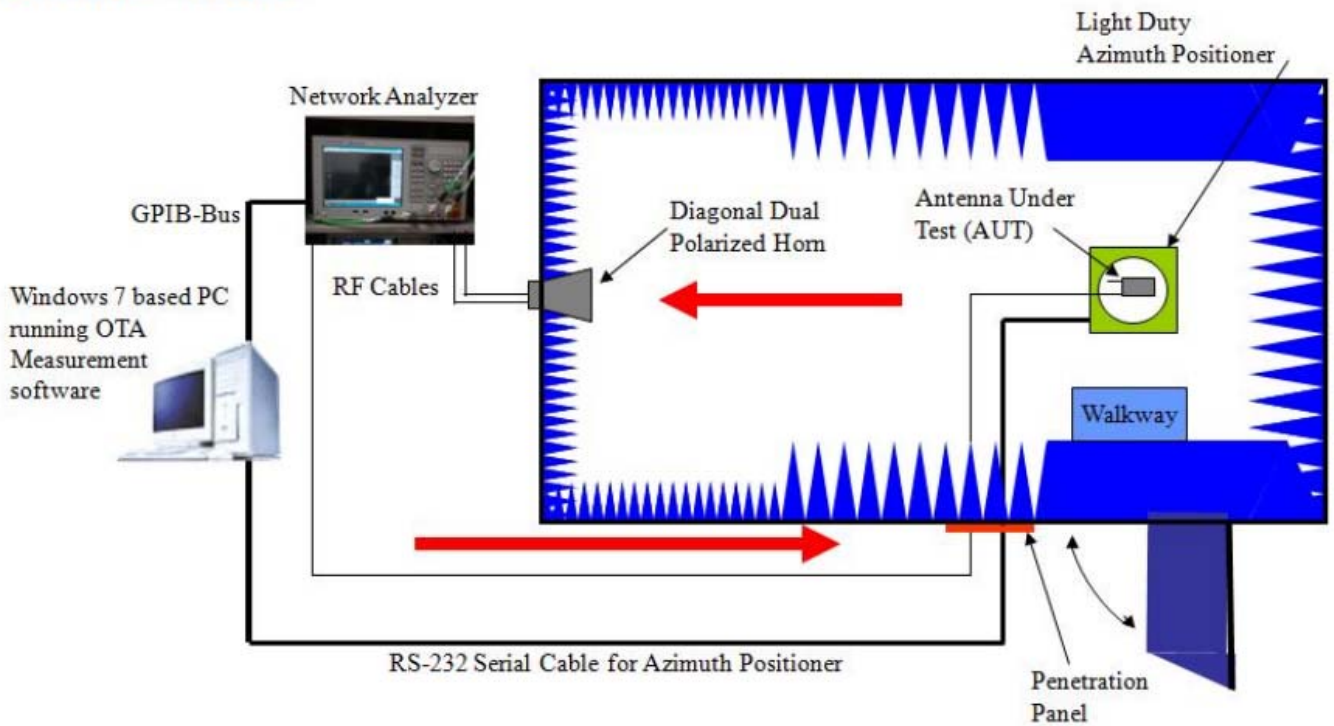 Light Duty
Azimuth Positioner
Network Analyzer
GPIB-Bus
Diagonal Dual
Polarized Horn
Antenna Under
Test (AUT)
RF Cables
Windows 7 based PC
running OTA
Measurement
software
Walkway
RS-232 Serial Cable for Azimuth Positioner
Penetration
Panel